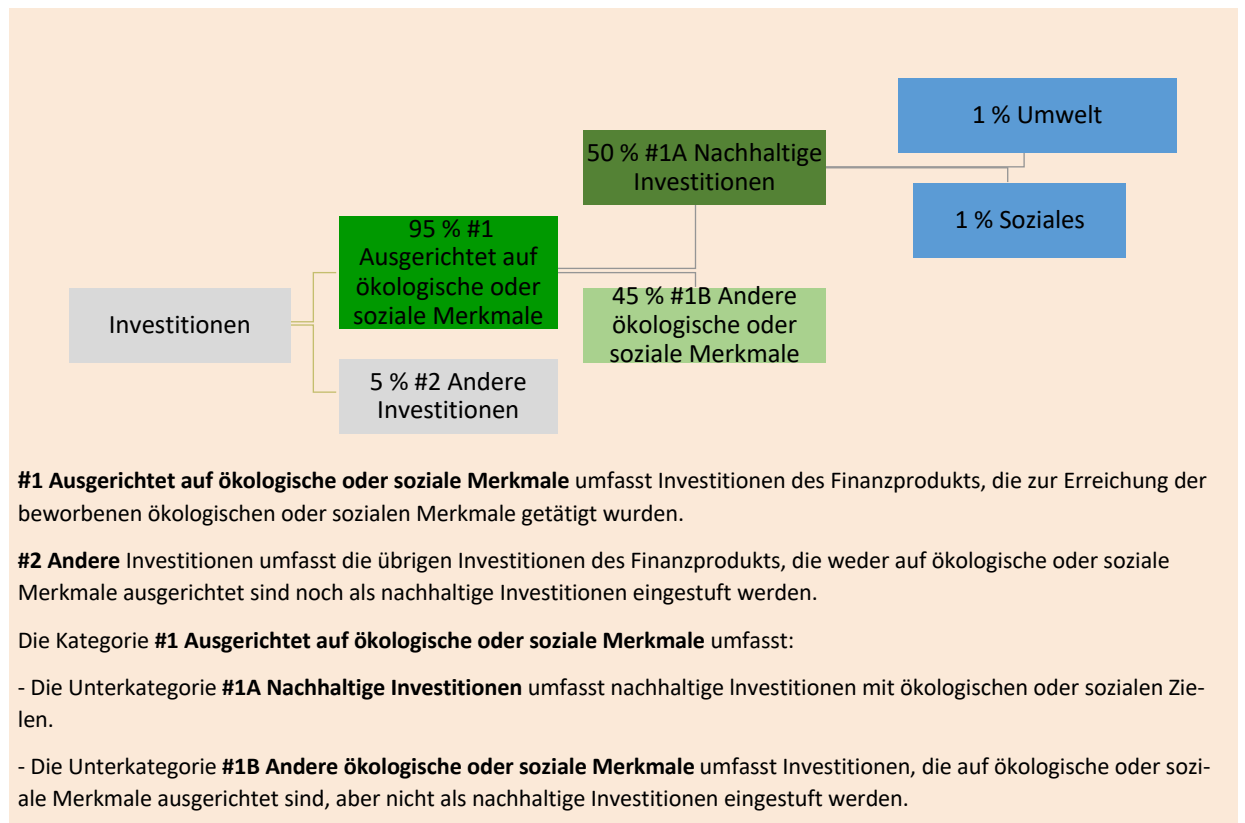 1 % Umwelt
50 % #1A Nachhaltige
Investitionen
1 % Soziales
95 % #1
Ausgerichtet auf
ökologische oder
soziale Merkmale
Investitionen
45 % #1B Andere
ökologische oder
soziale Merkmale
5 % #2 Andere
Investitionen
#1 Ausgerichtet auf ökologische oder soziale Merkmale umfasst Investitionen des Finanzprodukts, die zur Erreichung der
beworbenen ökologischen oder sozialen Merkmale getätigt wurden.
#2 Andere Investitionen umfasst die übrigen Investitionen des Finanzprodukts, die weder auf ökologische oder soziale
Merkmale ausgerichtet sind noch als nachhaltige Investitionen eingestuft werden.
Die Kategorie #1 Ausgerichtet auf ökologische oder soziale Merkmale umfasst:
- Die Unterkategorie #1A Nachhaltige Investitionen umfasst nachhaltige lnvestitionen mit ökologischen oder sozialen Zie-
len.
- Die Unterkategorie #1B Andere ökologische oder soziale Merkmale umfasst Investitionen, die auf ökologische oder sozi-
ale Merkmale ausgerichtet sind, aber nicht als nachhaltige Investitionen eingestuft werden.